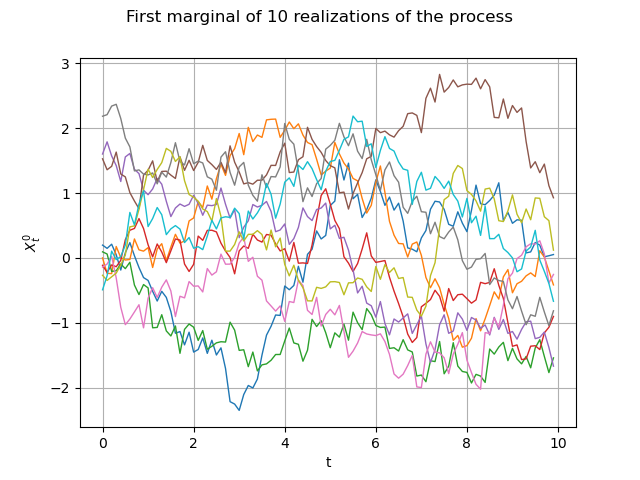 First marginal of 10 realizations of the process
3
2
1
0
−1
−2
X_t^0
0 2 4 6 8 10
t